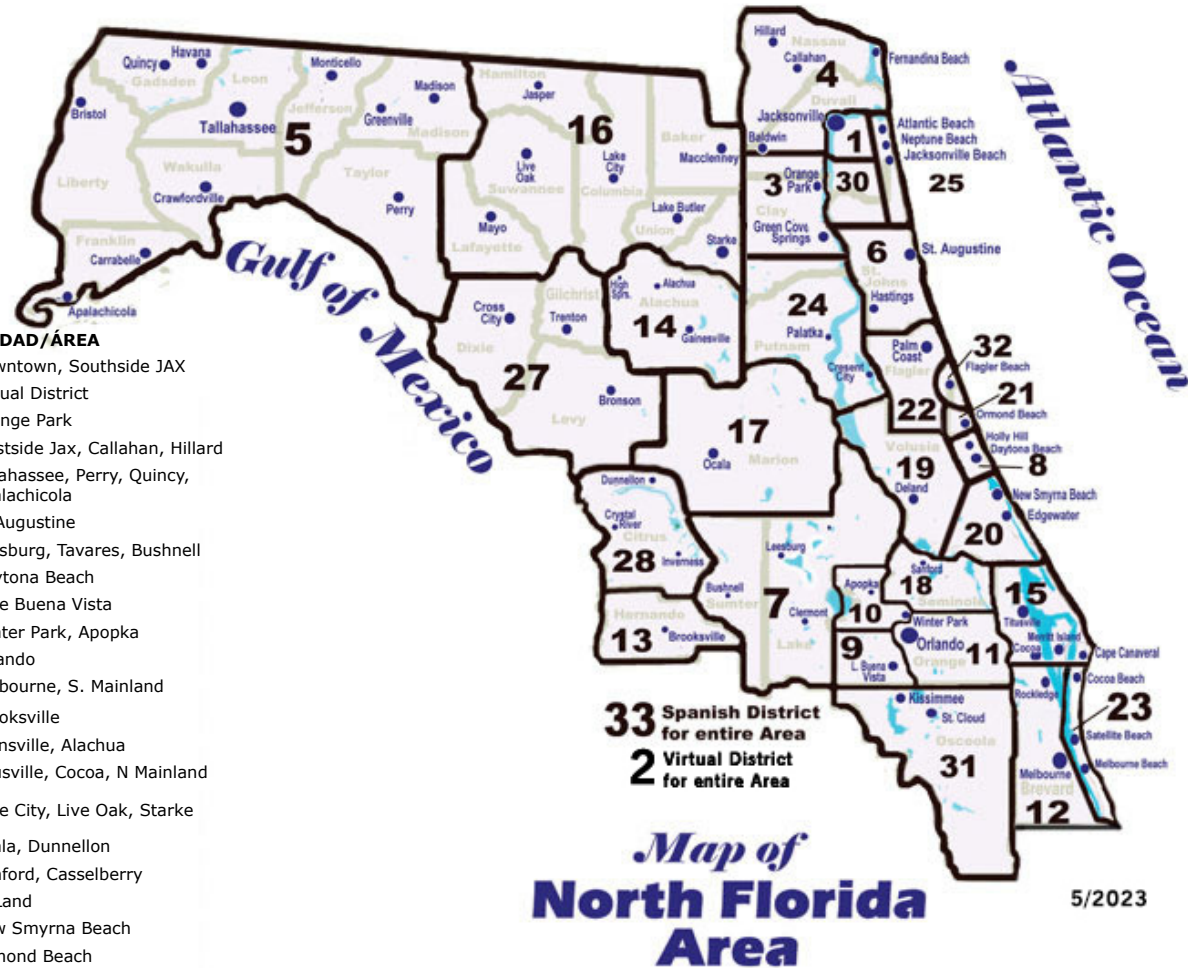 Hillard
Nassau
Callahan
4
Fernandina Beach
Duvall
Jacksonville
Baldwin
1
Atlantic Beach
Neptune Beach
Jacksonville Beach
25
Atlantic Ocean
Quincy
Havana
Gadsden
Leon
Monticello
Madison
Bristol
Tallahassee
Jefferson
Greenville
Madison
5
Wakulla
Liberty
Crawfordville
Taylor
Perry
Franklin
Carrabelle
Apalachicola
Hamilton
Jasper
16
Baker
Macclenney
Live
Oak
Lake
City
Suwannee
Columbia
Mayo
Lafayette
Lake Butler
Union
Starke
3
Orange
Park
30
Clay
Green Cove
Springs
6
St. Augustine
St.
Johns
Hastings
Gulf of Mexico
Cross
City
Gilchrist
Trenton
Dixie
27
Bronson
Levy
High
Sprs.
Alachua
Alachua
14
Gainesville
24
Palatka
Putnam
Cresent
City
Palm
Coast
Flagler
22
32
Flagler Beach
21
Ormond Beach
Holly Hill
Daytona Beach
8
17
Ocala
Marion
Volusia
19
Deland
New Smyrna Beach
Edgewater
20
Dunnellon
Crystal
River
Citrus
28
Inverness
Hernando
13
Brooksville
Leesburg
Bushnell
Sumter
7
Clermont
Lake
Apopka
10
Sanford
18
Seminole
Winter Park
9
Orlando
L. Buena
Vista
Orange
11
15
Titusville
Merritt Island
Cocoa
Cape Canaveral
Rockledge
Cocoa Beach
23
Satellite Beach
Melbourne
Melbourne Beach
Brevard
12
Kissimmee
St. Cloud
Osceola
31
33 Spanish District
for entire Area
2 Virtual District
for entire Area
Map of
North Florida
Area
5/2023
DAD/ÁREA
wntown, Southside JAX
ual District
nge Park
stside Jax, Callahan, Hillard
ahassee, Perry, Quincy,
alachicola
Augustine
sburg, Tavares, Bushnell
ytona Beach
e Buena Vista
ter Park, Apopka
ando
bourne, S. Mainland
oksville
nsville, Alachua
usville, Cocoa, N Mainland
e City, Live Oak, Starke
ala, Dunnellon
ford, Casselberry
Land
w Smyrna Beach
mond Beach